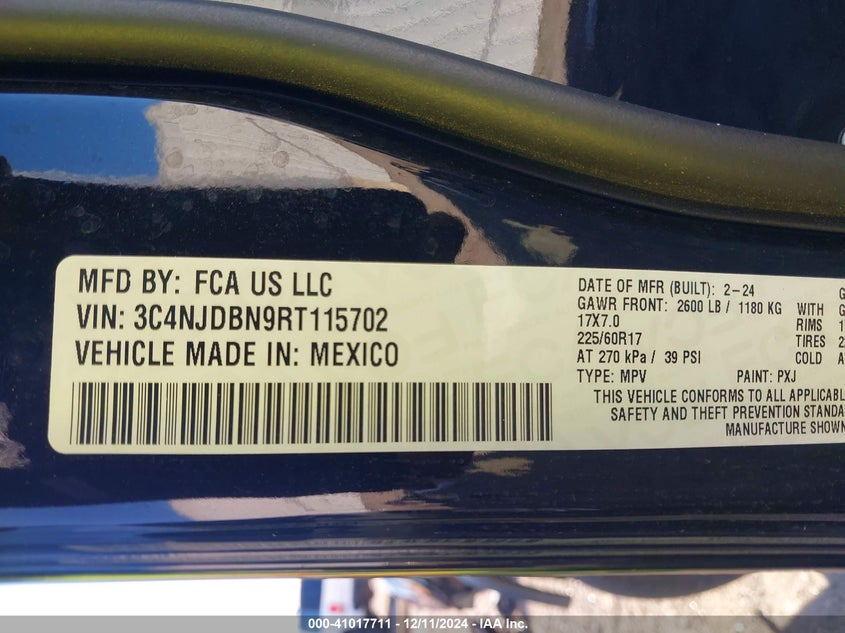 MFD BY: FCA US LLC
VIN: 3C4NJDBN9RT115702
VEHICLE MADE IN: MEXICO
DATE OF MFR (BUILT): 2-24
GAWR FRONT: 2600 LB / 1180 KG WITH
17X7.0 RIMS
225/60R17 TIRES
AT 270 kPa / 39 PSI COLD
TYPE: MPV PAINT: PXJ
THIS VEHICLE CONFORMS TO ALL APPLICABL
SAFETY AND THEFT PREVENTION STANDA
MANUFACTURE SHOWN
000-41017711 - 12/11/2024 - IAA Inc.